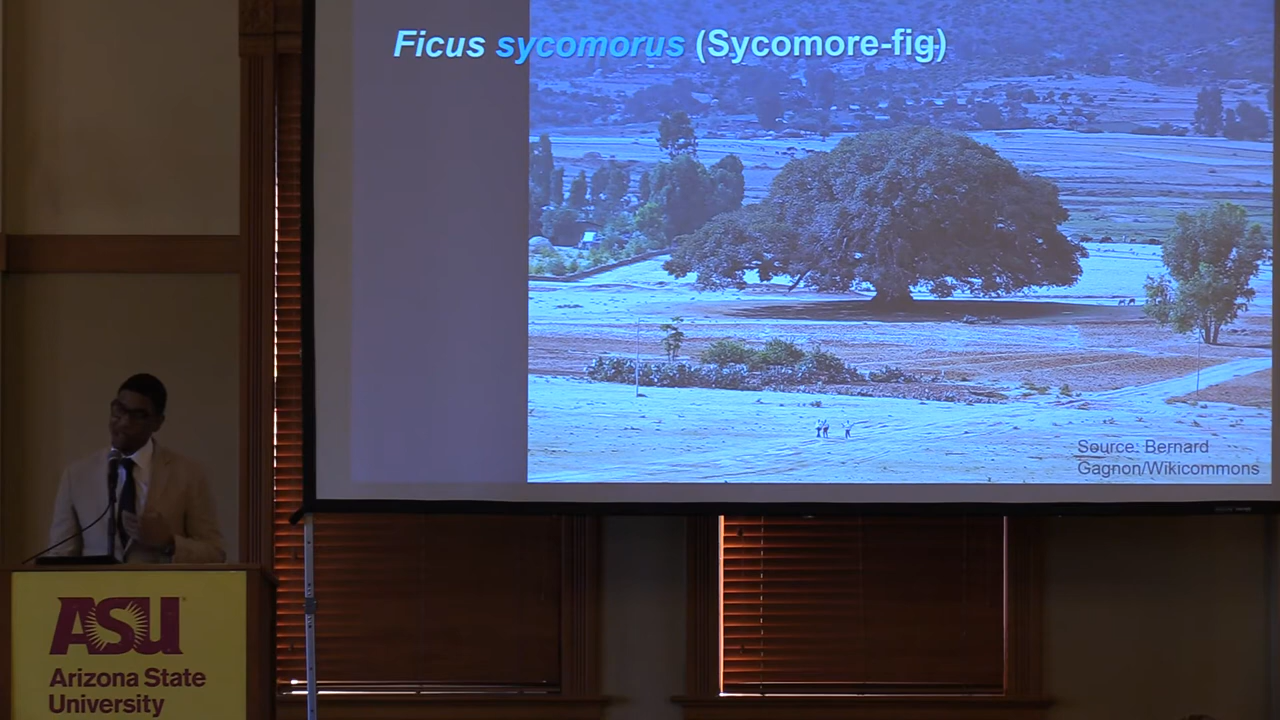 Ficus sycomorus (Sycomore-fig)
Source: Bernard
Gagnon/Wikicommons
ASU
Arizona State
University